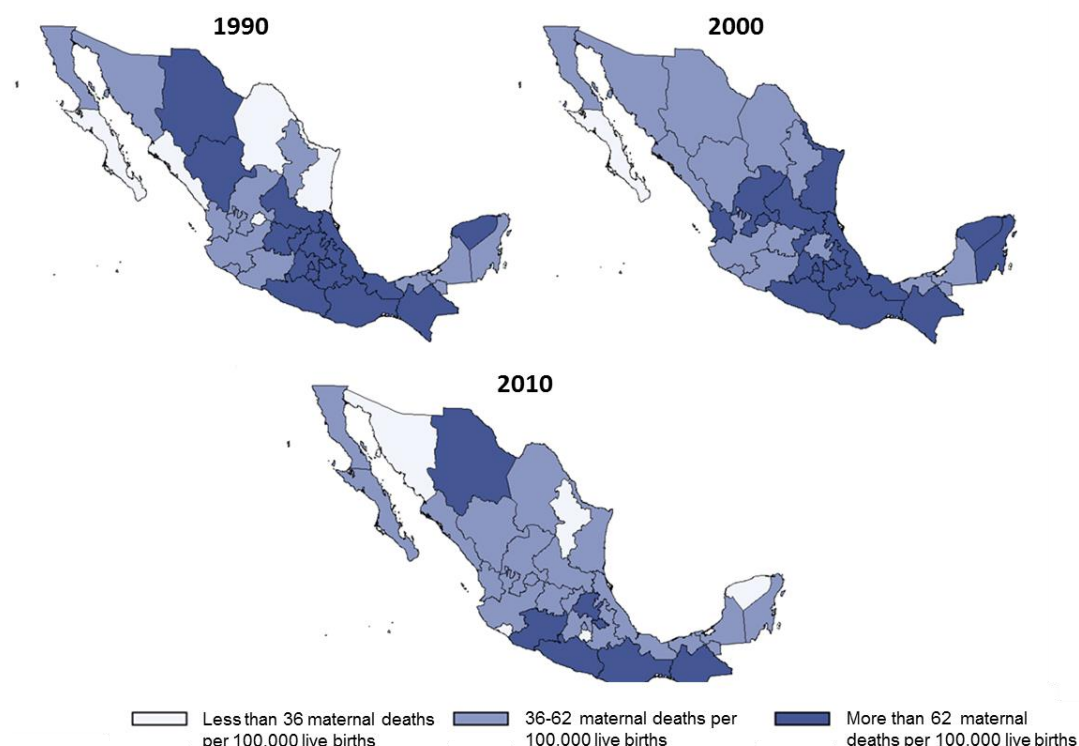 1990
2000
2010
Less than 36 maternal deaths
per 100.000 live births
36-62 maternal deaths per
100.000 live births
More than 62 maternal
deaths per 100.000 live births